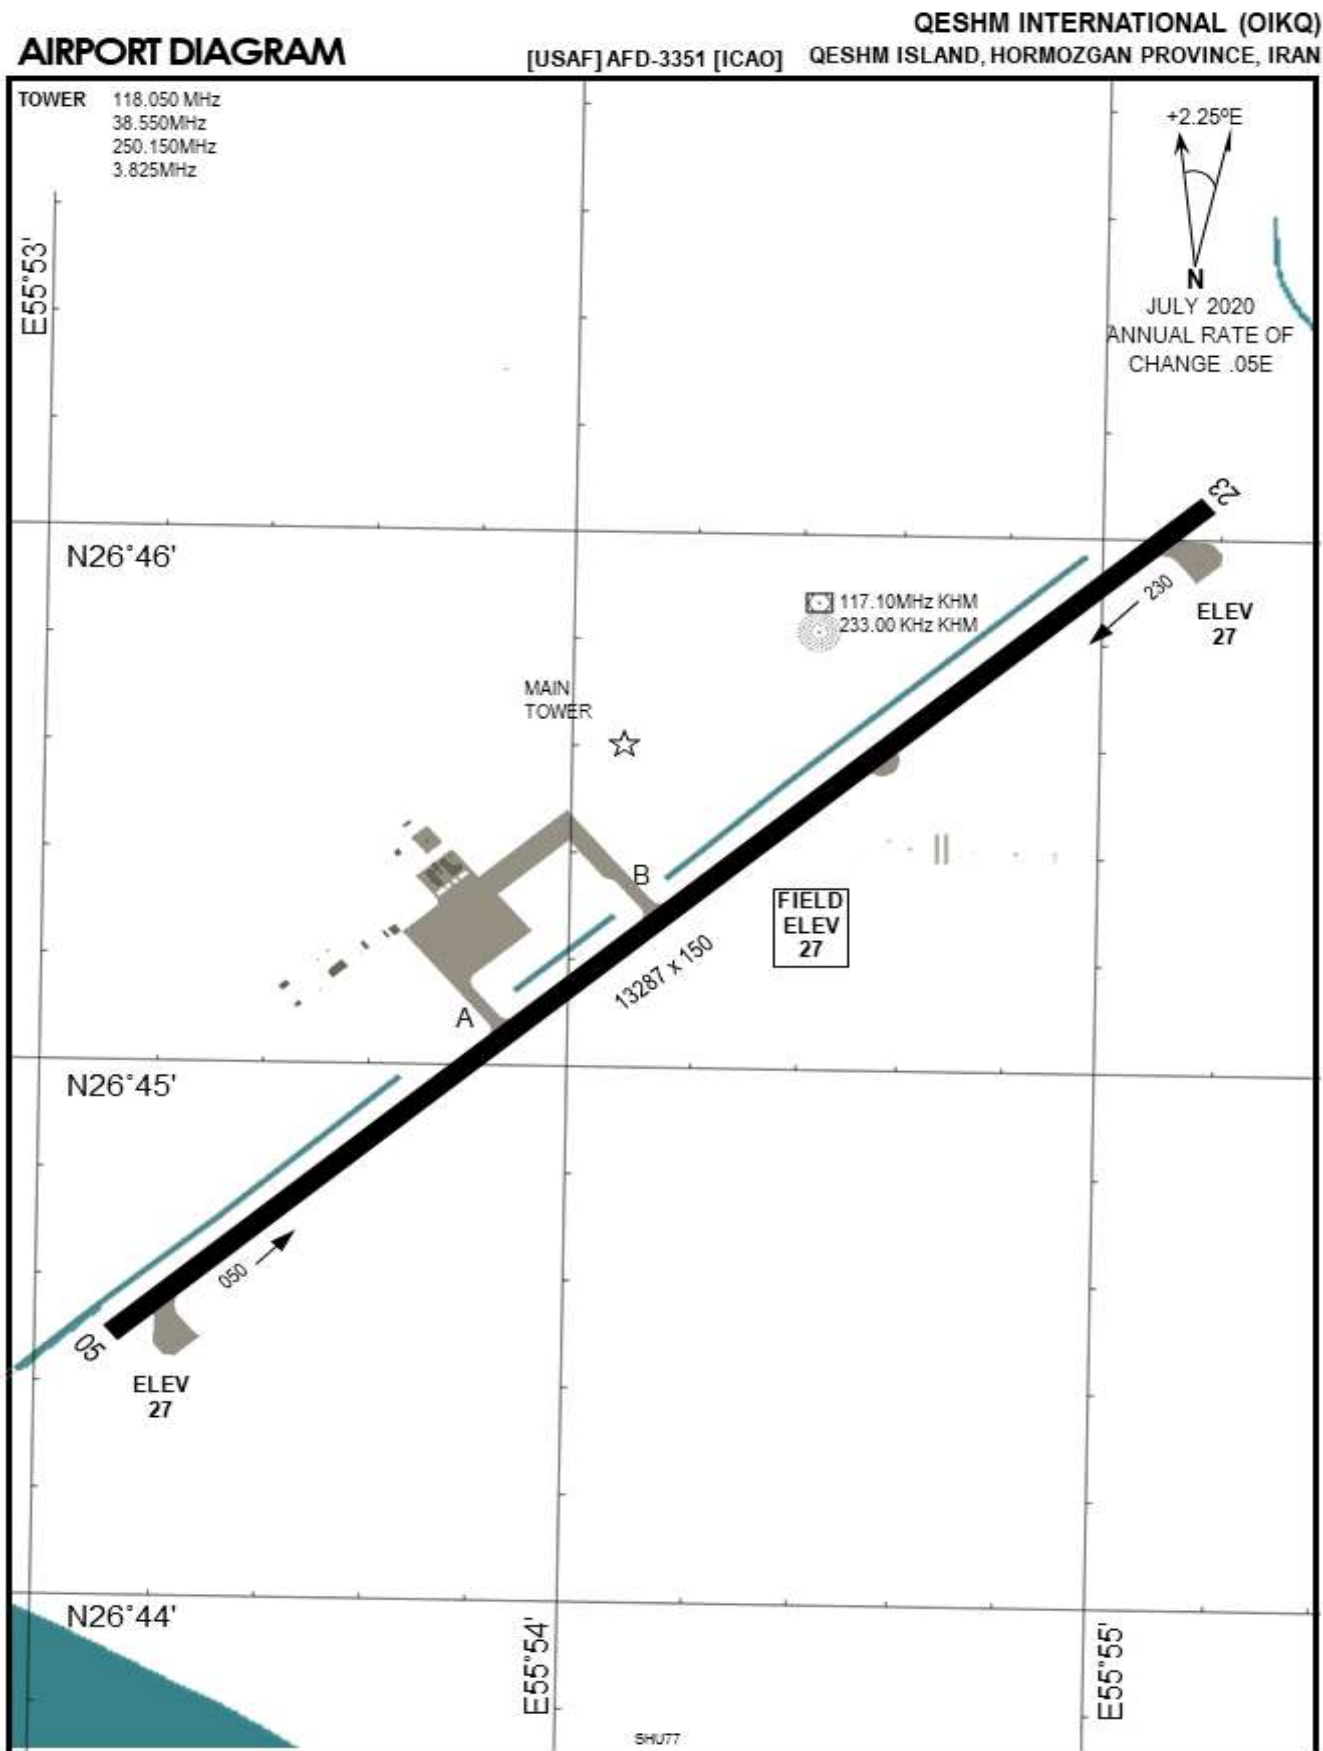 QESHM INTERNATIONAL (OIKQ)
AIRPORT DIAGRAM
[USAF] AFD-3351 [ICAO]
QESHM ISLAND, HORMOZGAN PROVINCE, IRAN
TOWER 118.050 MHz
38.550MHz
250.150MHz
3.825MHz
+2.25ºE
N
JULY 2020
ANNUAL RATE OF
CHANGE .05E
E55°53'
23
N26°46'
230
ELEV
27
117.10MHz KHM
233.00 KHz KHM
MAIN
TOWER
B
FIELD
ELEV
27
13287 x 150
A
N26°45'
050
05
ELEV
27
N26°44'
E55°54'
E55°55'
SHU77